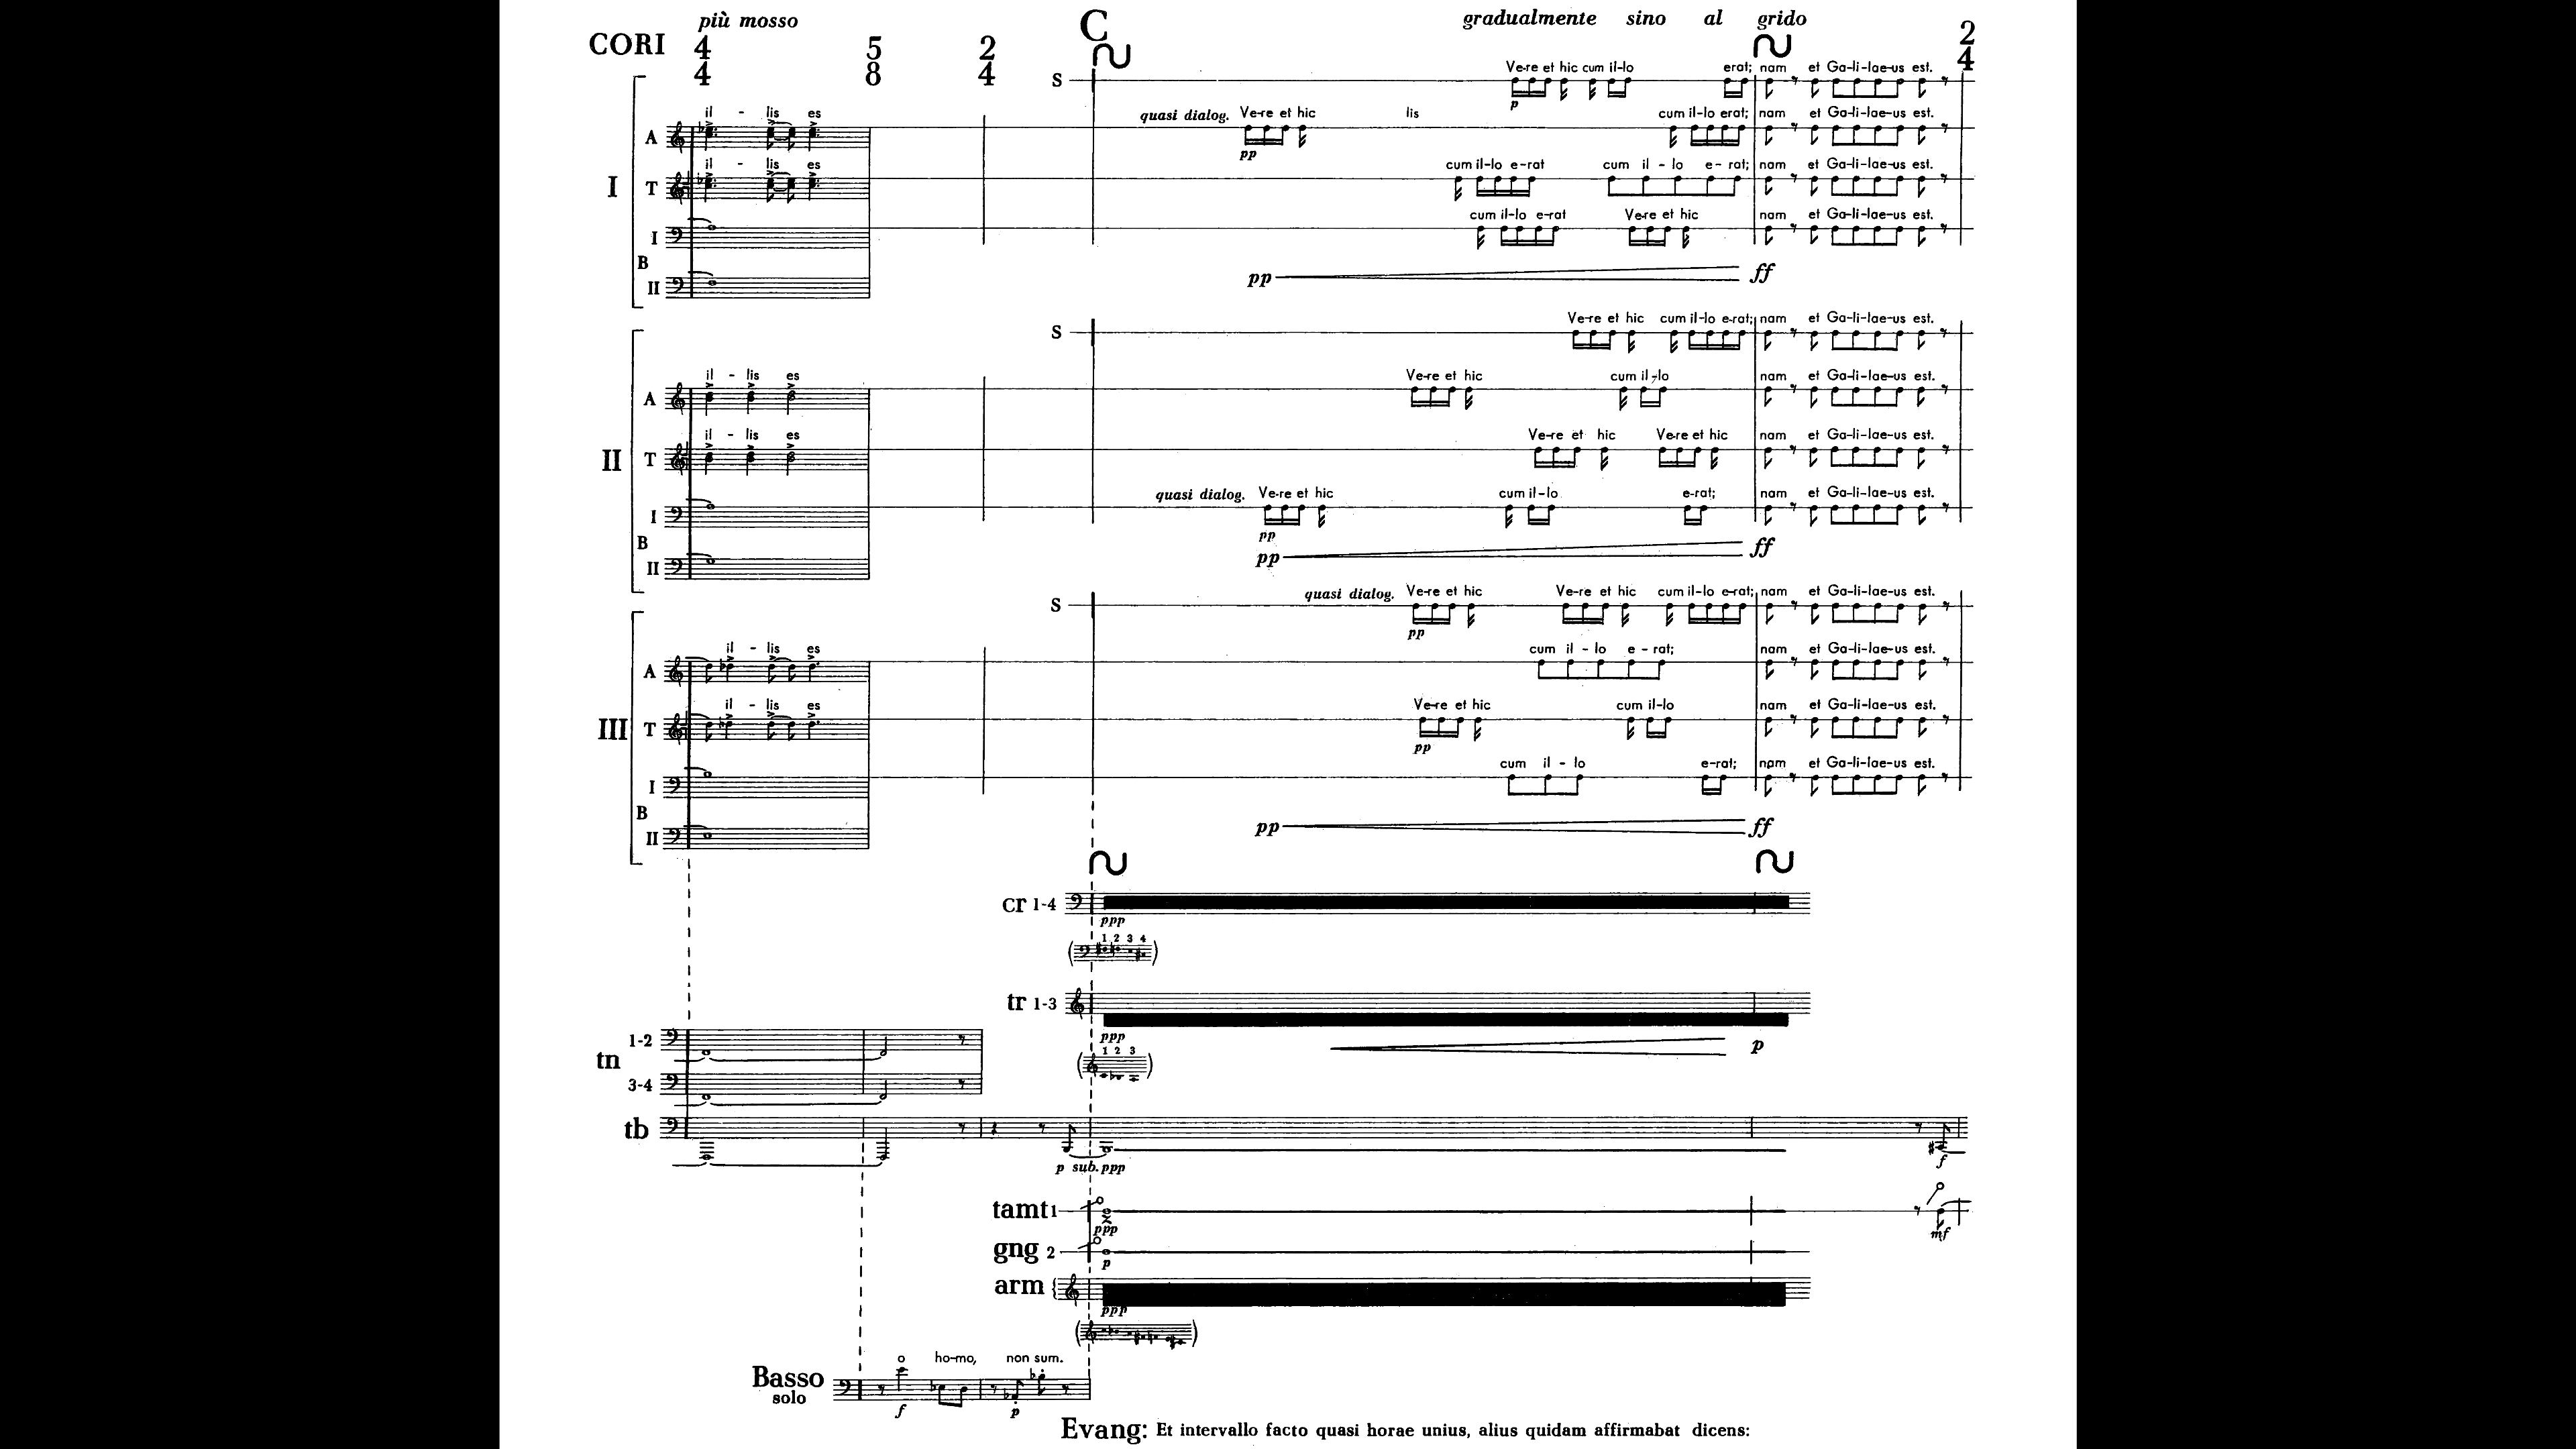 più mosso C gradualmente sino al grido
CORI 4/4 5/8 2/4 2/4
S Ve-re et hic cum il-lo erat; nam et Ga-li-lae-us est.
p
il - lis es quasi dialog. Ve-re et hic lis cum il-lo erat; nam et Ga-li-lae-us est.
A pp
il - lis es cum il-lo e-rat cum il - lo e - rat; nam et Ga-li-lae-us est.
I T
cum il-lo e-rat Ve-re et hic nam et Ga-li-lae-us est.
I
B
II pp ff
S Ve-re et hic cum il-lo e-rat; nam et Ga-li-lae-us est.
il - lis es Ve-re et hic cum il-lo nam et Ga-li-lae-us est.
A
il - lis es Ve-re et hic Ve-re et hic nam et Ga-li-lae-us est.
II T
quasi dialog. Ve-re et hic cum il-lo e-rat; nam et Ga-li-lae-us est.
I pp
B
II pp ff
S quasi dialog. Ve-re et hic Ve-re et hic cum il-lo e-rat; nam et Ga-li-lae-us est.
pp
il - lis es cum il - lo e - rat; nam et Ga-li-lae-us est.
A
il - lis es Ve-re et hic cum il-lo nam et Ga-li-lae-us est.
III T pp
cum il - lo e-rat; nam et Ga-li-lae-us est.
I
B
II pp ff
cr 1-4
ppp
1 2 3 4
tr 1-3
ppp
1 2 3 p
tn 1-2
3-4
tb
p sub. ppp f
tamt 1
ppp mf
gng 2
p
arm
ppp
o ho-mo, non sum.
Basso
solo
f p
Evang: Et intervallo facto quasi horae unius, alius quidam affirmabat dicens: